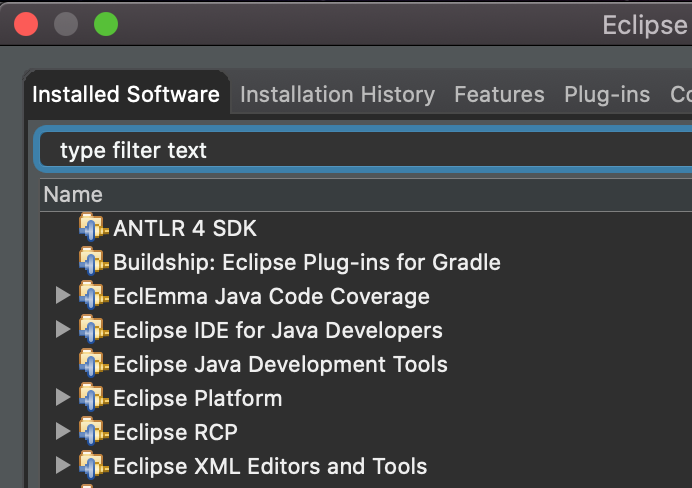 Eclipse
Installed Software Installation History Features Plug-ins Co
type filter text
Name
ANTLR 4 SDK
Buildship: Eclipse Plug-ins for Gradle
EclEmma Java Code Coverage
Eclipse IDE for Java Developers
Eclipse Java Development Tools
Eclipse Platform
Eclipse RCP
Eclipse XML Editors and Tools